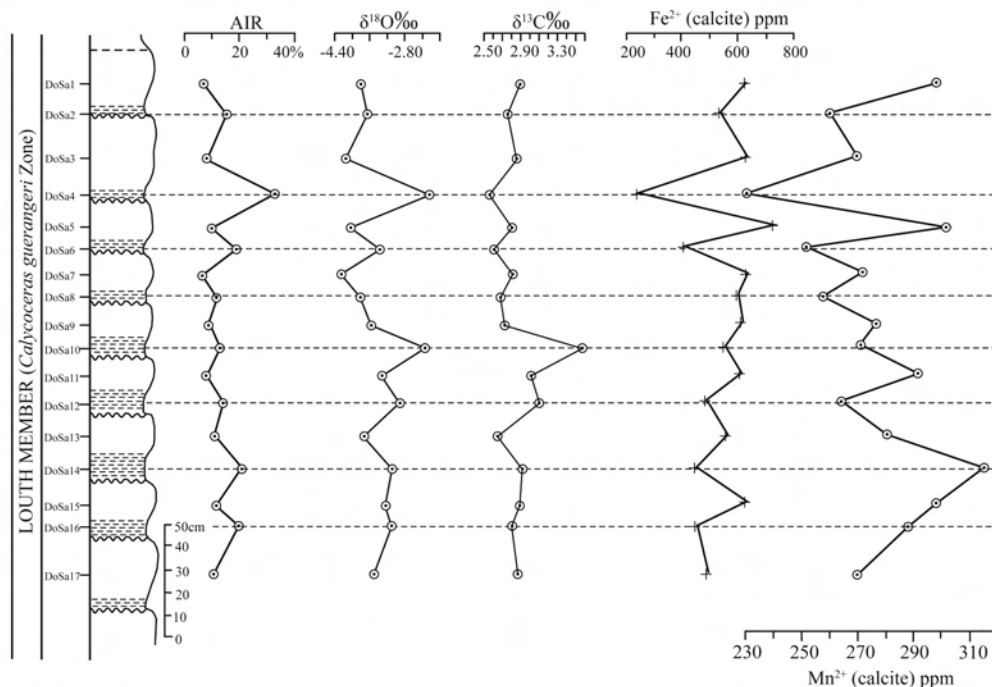 AIR
0 20 40%
δ¹⁸O‰
-4.40 -2.80
δ¹³C‰
2.50 2.90 3.30
Fe²⁺ (calcite) ppm
200 400 600 800
LOUTH MEMBER (Calycoceras guerangeri Zone)
DoSa1
DoSa2
DoSa3
DoSa4
DoSa5
DoSa6
DoSa7
DoSa8
DoSa9
DoSa10
DoSa11
DoSa12
DoSa13
DoSa14
DoSa15
DoSa16
DoSa17
50cm
40
30
20
10
0
230 250 270 290 310
Mn²⁺ (calcite) ppm